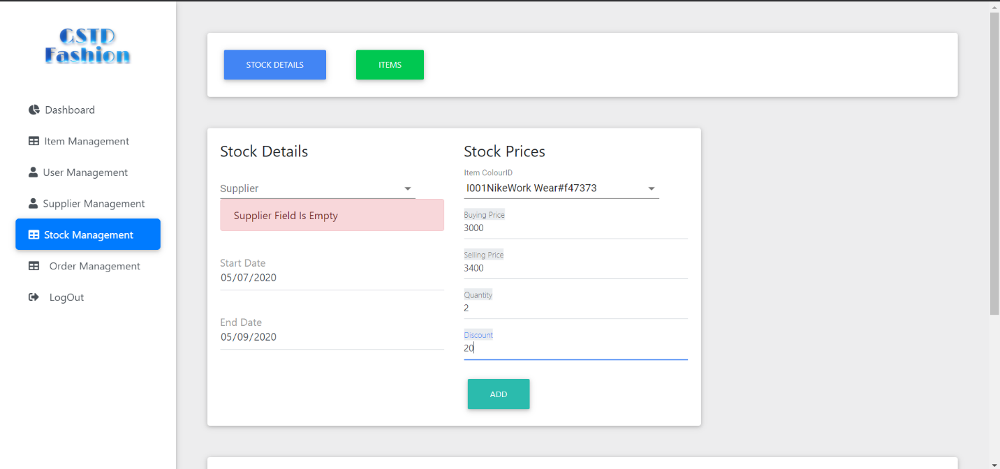 GSTD
Fashion
Dashboard
Item Management
User Management
Supplier Management
Stock Management
Order Management
LogOut
STOCK DETAILS
ITEMS
Stock Details
Supplier
Supplier Field Is Empty
Start Date
05/07/2020
End Date
05/09/2020
Stock Prices
Item ColourID
I001NikeWork Wear#f47373
Buying Price
3000
Selling Price
3400
Quantity
2
Discount
20
ADD